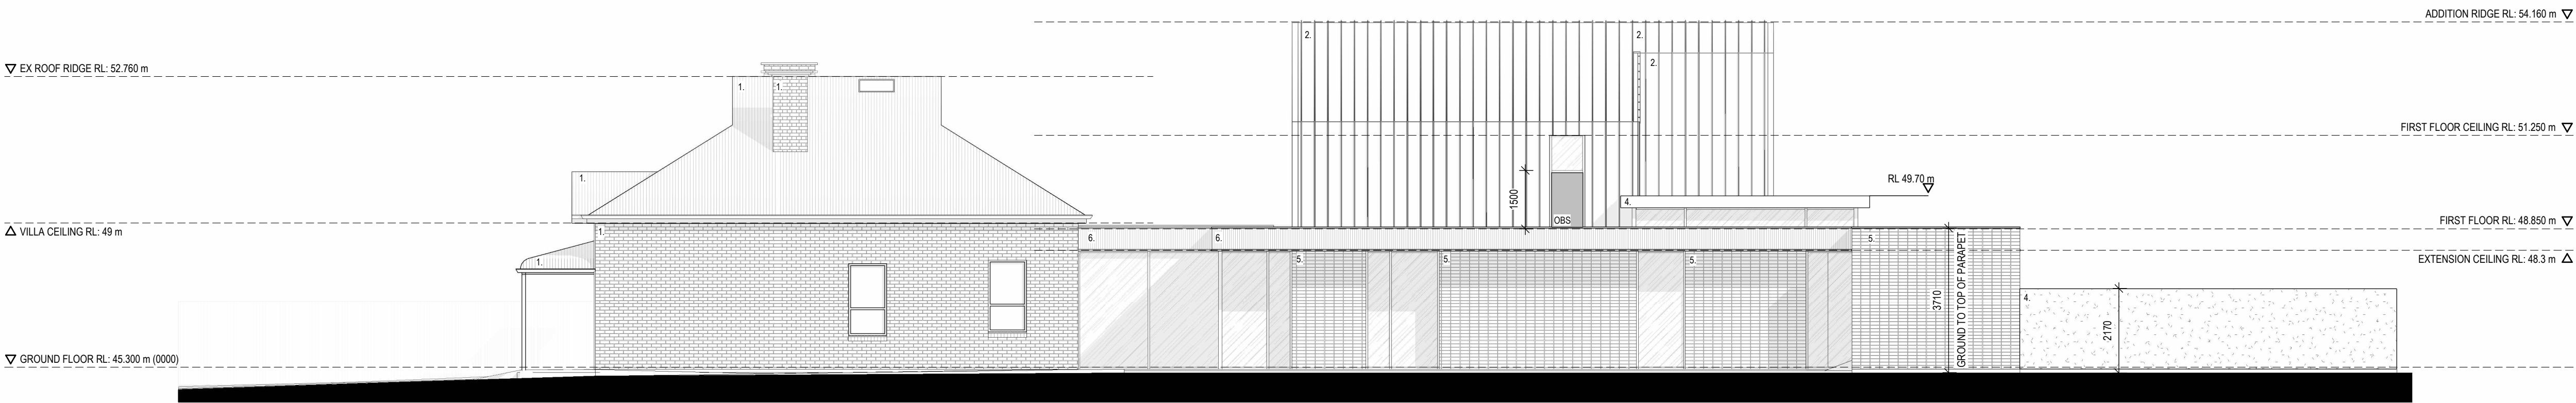 ADDITION RIDGE RL: 54.160 m
2.
2.
EX ROOF RIDGE RL: 52.760 m
2.
1.
1.
FIRST FLOOR CEILING RL: 51.250 m
1.
RL 49.70 m
1500
4.
OBS
FIRST FLOOR RL: 48.850 m
VILLA CEILING RL: 49 m
1.
6.
6.
5.
1.
5.
5.
5.
EXTENSION CEILING RL: 48.3 m
3710
GROUND TO TOP OF PARAPET
4.
2170
GROUND FLOOR RL: 45.300 m (0000)